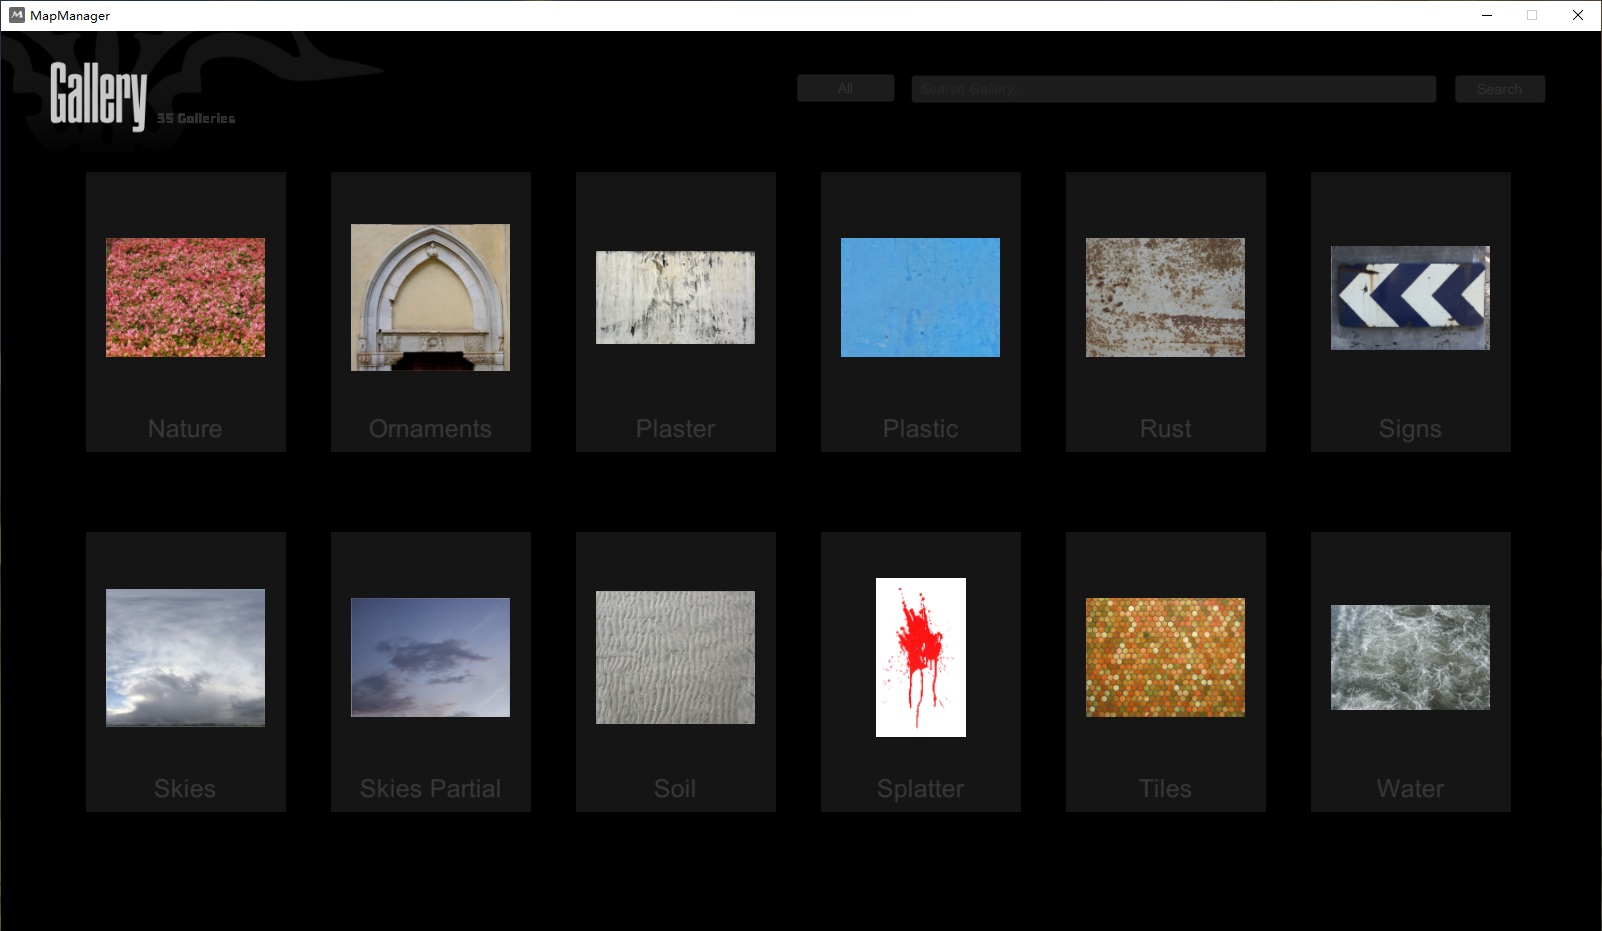 MapManager
Gallery
35 Galleries
All
Search Gallery...
Search
Nature
Ornaments
Plaster
Plastic
Rust
Signs
Skies
Skies Partial
Soil
Splatter
Tiles
Water